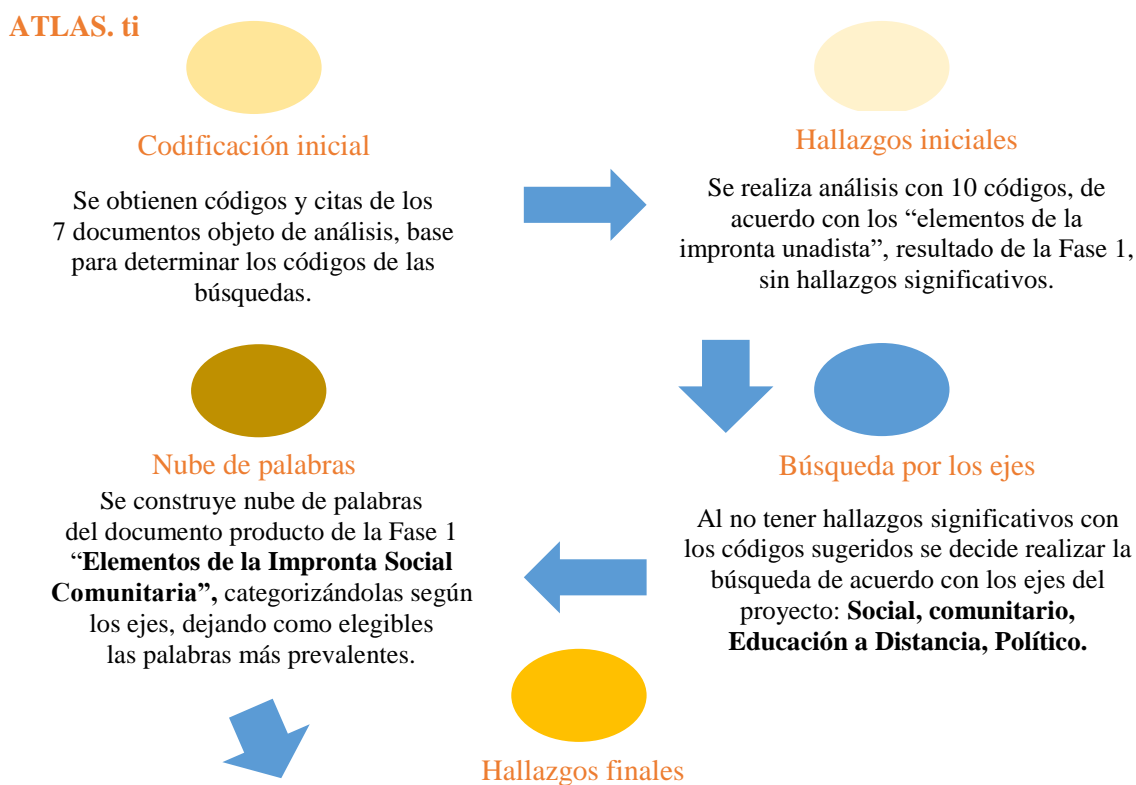 ATLAS. ti
Codificación inicial
Se obtienen códigos y citas de los
7 documentos objeto de análisis, base
para determinar los códigos de las
búsquedas.
Hallazgos iniciales
Se realiza análisis con 10 códigos, de
acuerdo con los “elementos de la
impronta unadista”, resultado de la Fase 1,
sin hallazgos significativos.
Búsqueda por los ejes
Al no tener hallazgos significativos con
los códigos sugeridos se decide realizar la
búsqueda de acuerdo con los ejes del
proyecto: Social, comunitario,
Educación a Distancia, Político.
Nube de palabras
Se construye nube de palabras
del documento producto de la Fase 1
“Elementos de la Impronta Social
Comunitaria”, categorizándolas según
los ejes, dejando como elegibles
las palabras más prevalentes.
Hallazgos finales